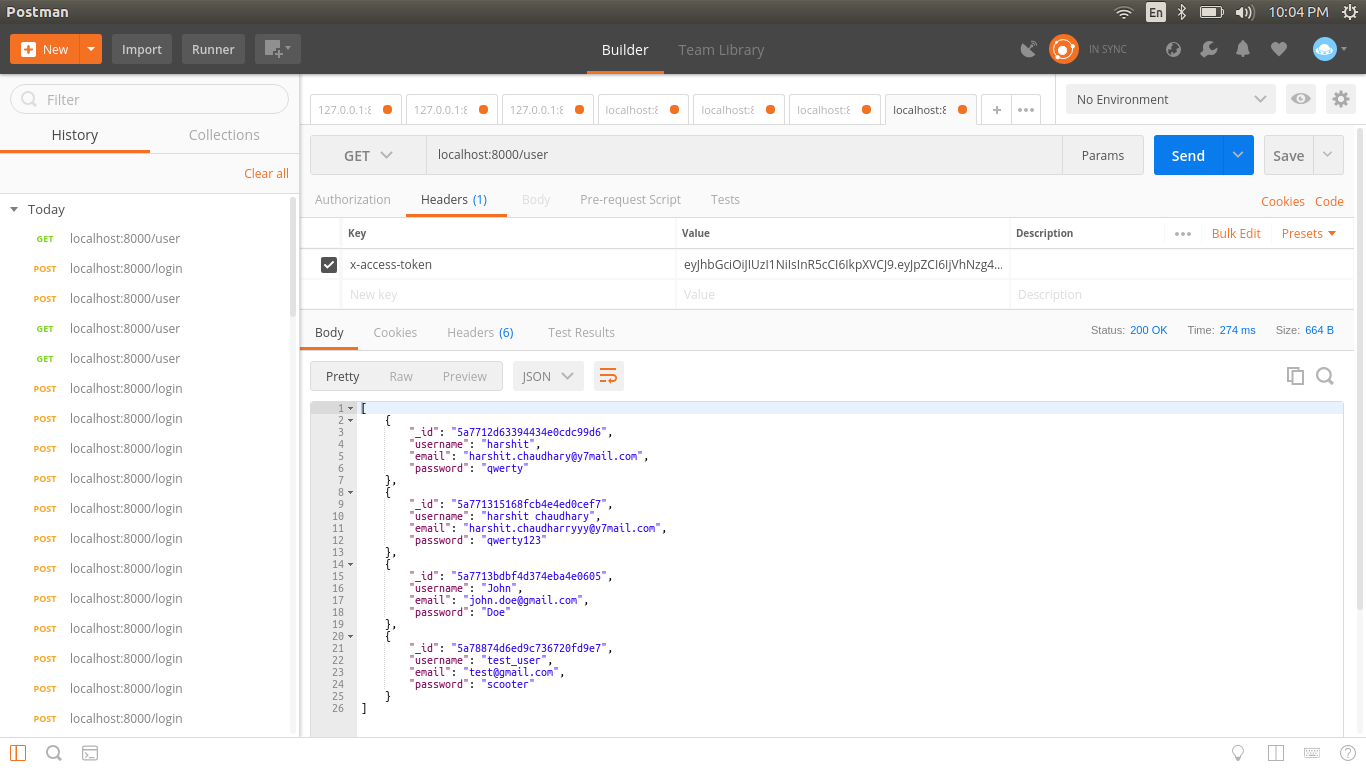 Postman
En
10:04 PM
New
Import
Runner
Builder
Team Library
IN SYNC
Filter
History
Collections
Clear all
Today
GET localhost:8000/user
POST localhost:8000/login
POST localhost:8000/user
GET localhost:8000/user
GET localhost:8000/user
POST localhost:8000/login
POST localhost:8000/login
POST localhost:8000/login
POST localhost:8000/login
POST localhost:8000/login
POST localhost:8000/login
POST localhost:8000/login
POST localhost:8000/login
POST localhost:8000/login
POST localhost:8000/login
POST localhost:8000/login
POST localhost:8000/login
127.0.0.1:8 127.0.0.1:8 127.0.0.1:8 localhost:8 localhost:8 localhost:8 localhost:8
No Environment
GET localhost:8000/user Params Send Save
Authorization Headers (1) Body Pre-request Script Tests Cookies Code
Key Value Description Bulk Edit Presets
x-access-token eyJhbGciOiJIUzI1NiIsInR5cCI6IkpXVCJ9.eyJpZCI6IjVhNzg4...
New key Value Description
Body Cookies Headers (6) Test Results Status: 200 OK Time: 274 ms Size: 664 B
Pretty Raw Preview JSON
1 [
2 {
3 "_id": "5a7712d63394434e0cdc99d6",
4 "username": "harshit",
5 "email": "harshit.chaudhary@y7mail.com",
6 "password": "qwerty"
7 },
8 {
9 "_id": "5a771315168fcb4e4ed0cef7",
10 "username": "harshit chaudhary",
11 "email": "harshit.chaudharryyy@y7mail.com",
12 "password": "qwerty123"
13 },
14 {
15 "_id": "5a7713bdbf4d374eba4e0605",
16 "username": "John",
17 "email": "john.doe@gmail.com",
18 "password": "Doe"
19 },
20 {
21 "_id": "5a78874d6ed9c736720fd9e7",
22 "username": "test_user",
23 "email": "test@gmail.com",
24 "password": "scooter"
25 }
26 ]